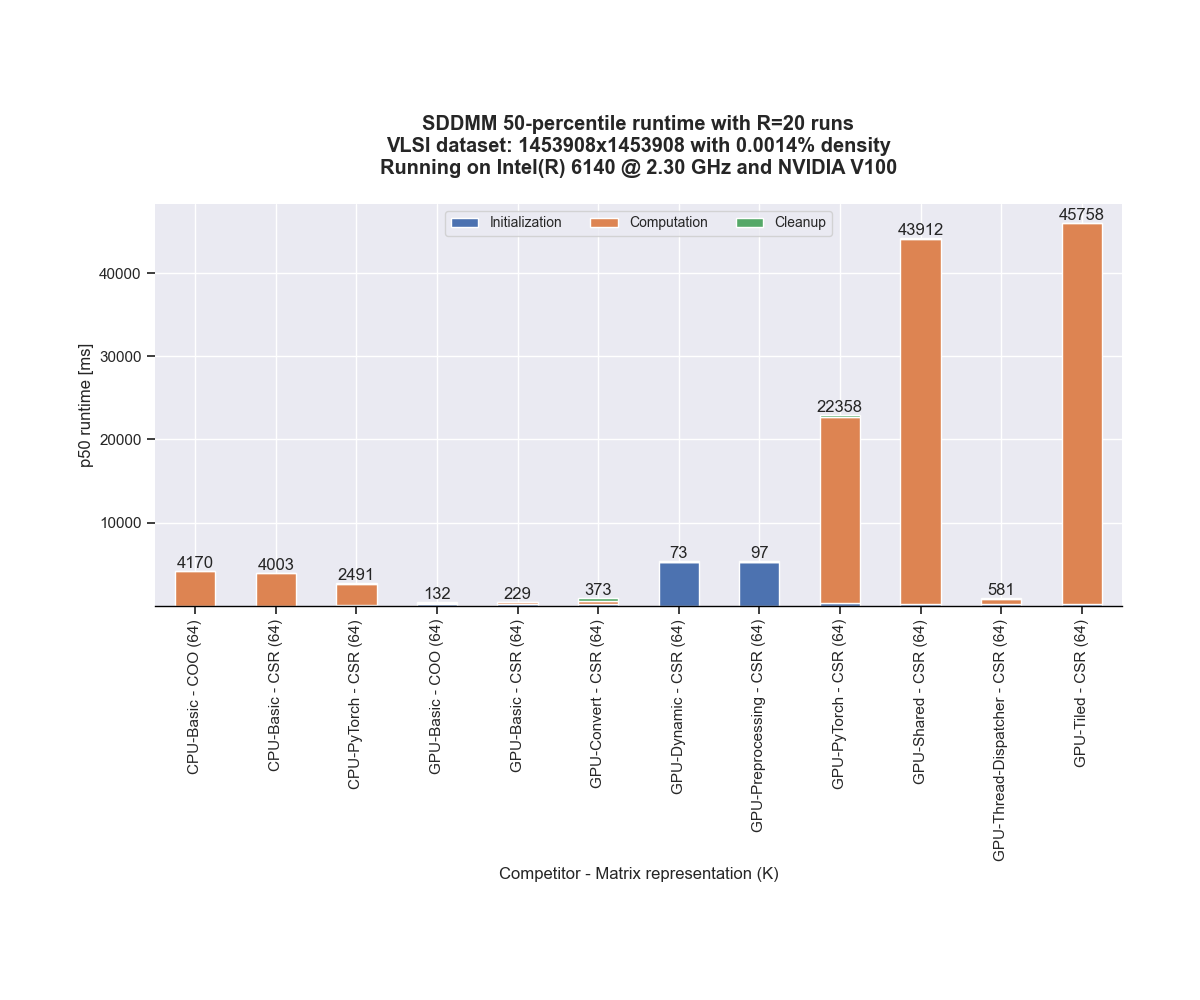 SDDMM 50-percentile runtime with R=20 runs
VLSI dataset: 1453908x1453908 with 0.0014% density
Running on Intel(R) 6140 @ 2.30 GHz and NVIDIA V100
Initialization
Computation
Cleanup
p50 runtime [ms]
40000
30000
20000
10000
4170
4003
2491
132
229
373
73
97
22358
43912
581
45758
CPU-Basic - COO (64)
CPU-Basic - CSR (64)
CPU-PyTorch - CSR (64)
GPU-Basic - COO (64)
GPU-Basic - CSR (64)
GPU-Convert - CSR (64)
GPU-Dynamic - CSR (64)
GPU-Preprocessing - CSR (64)
GPU-PyTorch - CSR (64)
GPU-Shared - CSR (64)
GPU-Thread-Dispatcher - CSR (64)
GPU-Tiled - CSR (64)
Competitor - Matrix representation (K)